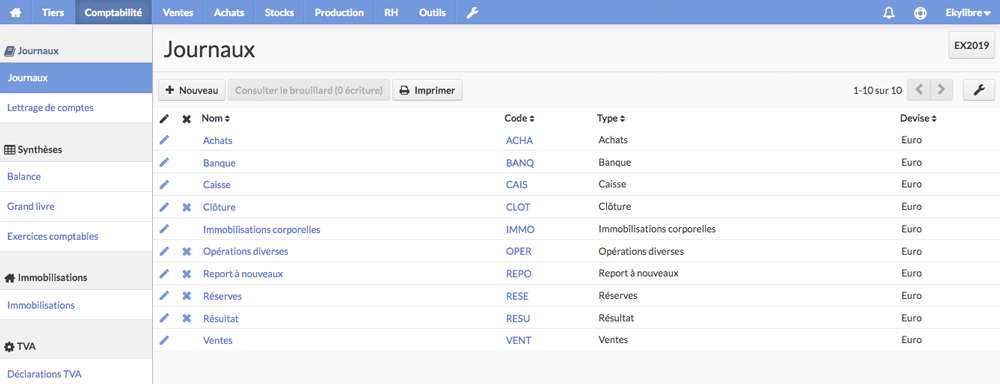 Tiers Comptabilité Ventes Achats Stocks Production RH Outils Ekylibre
Journaux
Journaux
Lettrage de comptes
Synthèses
Balance
Grand livre
Exercices comptables
Immobilisations
Immobilisations
TVA
Déclarations TVA
Journaux
EX2019
Nouveau Consulter le brouillard (0 écriture) Imprimer 1-10 sur 10
Nom Code Type Devise
Achats ACHA Achats Euro
Banque BANQ Banque Euro
Caisse CAIS Caisse Euro
Clôture CLOT Clôture Euro
Immobilisations corporelles IMMO Immobilisations corporelles Euro
Opérations diverses OPER Opérations diverses Euro
Report à nouveaux REPO Report à nouveaux Euro
Réserves RESE Réserves Euro
Résultat RESU Résultat Euro
Ventes VENT Ventes Euro